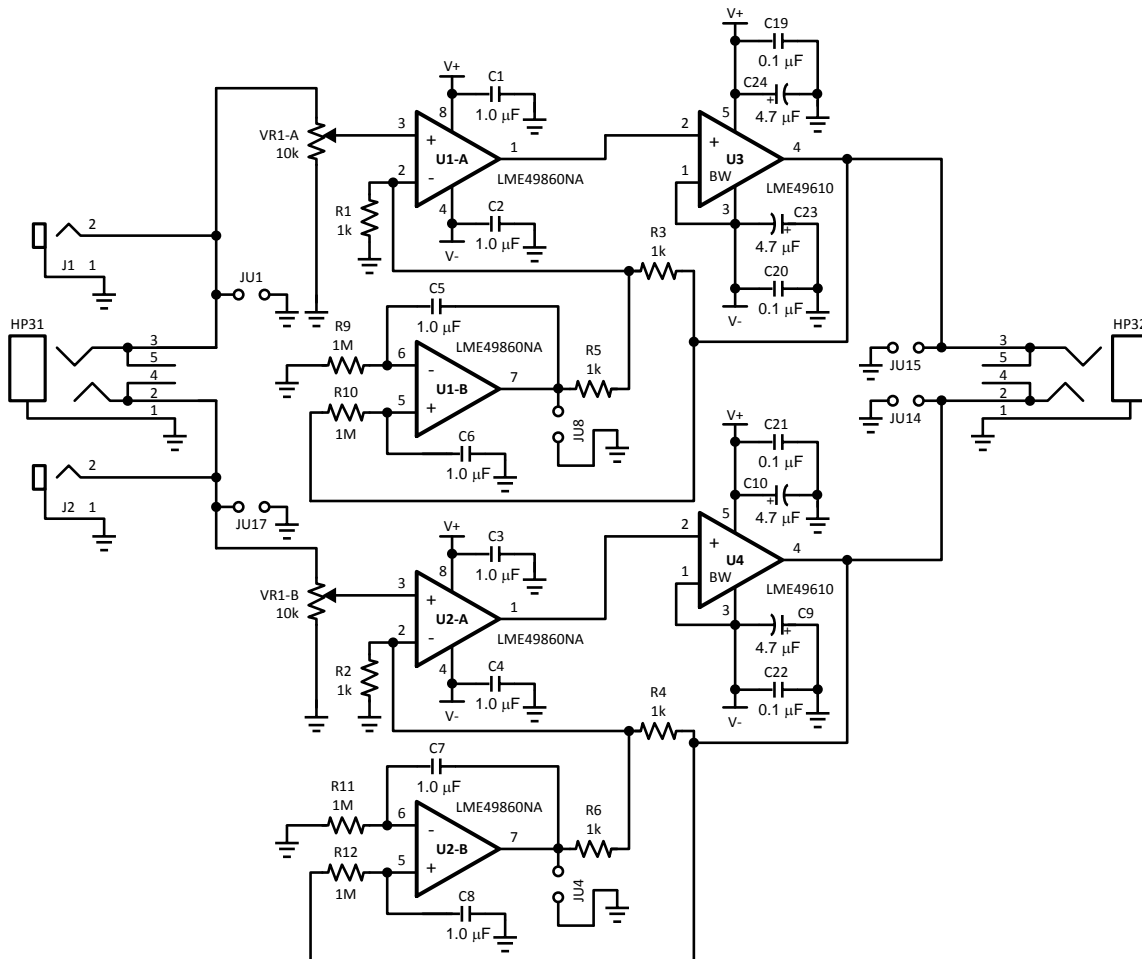 V+
C19
0.1 μF
C24
4.7 μF
V+
C1
1.0 μF
8
5
VR1-A
10k
3
+
U1-A
1
2
-
LME49860NA
4
C2
1.0 μF
V-
R1
1k
2
+
U3
4
1
BW
LME49610
3
+
C23
+
4.7 μF
C20
0.1 μF
V-
R3
1k
2
J1 1
JU1
HP31
3
5
4
2
1
C5
1.0 μF
R9
1M
R10
1M
6
-
U1-B
7
5
+
LME49860NA
R5
1k
C6
1.0 μF
JU8
JU15
JU14
3
5
4
2
1
HP32
2
J2 1
JU17
V+
C21
0.1 μF
C10
+
4.7 μF
5
V+
C3
1.0 μF
8
VR1-B
10k
3
+
U2-A
1
2
-
LME49860NA
4
C4
1.0 μF
V-
R2
1k
2
+
U4
4
1
BW
LME49610
3
C9
+
4.7 μF
C22
0.1 μF
V-
R4
1k
C7
1.0 μF
R11
1M
R12
1M
6
-
U2-B
7
5
+
LME49860NA
R6
1k
C8
1.0 μF
JU4